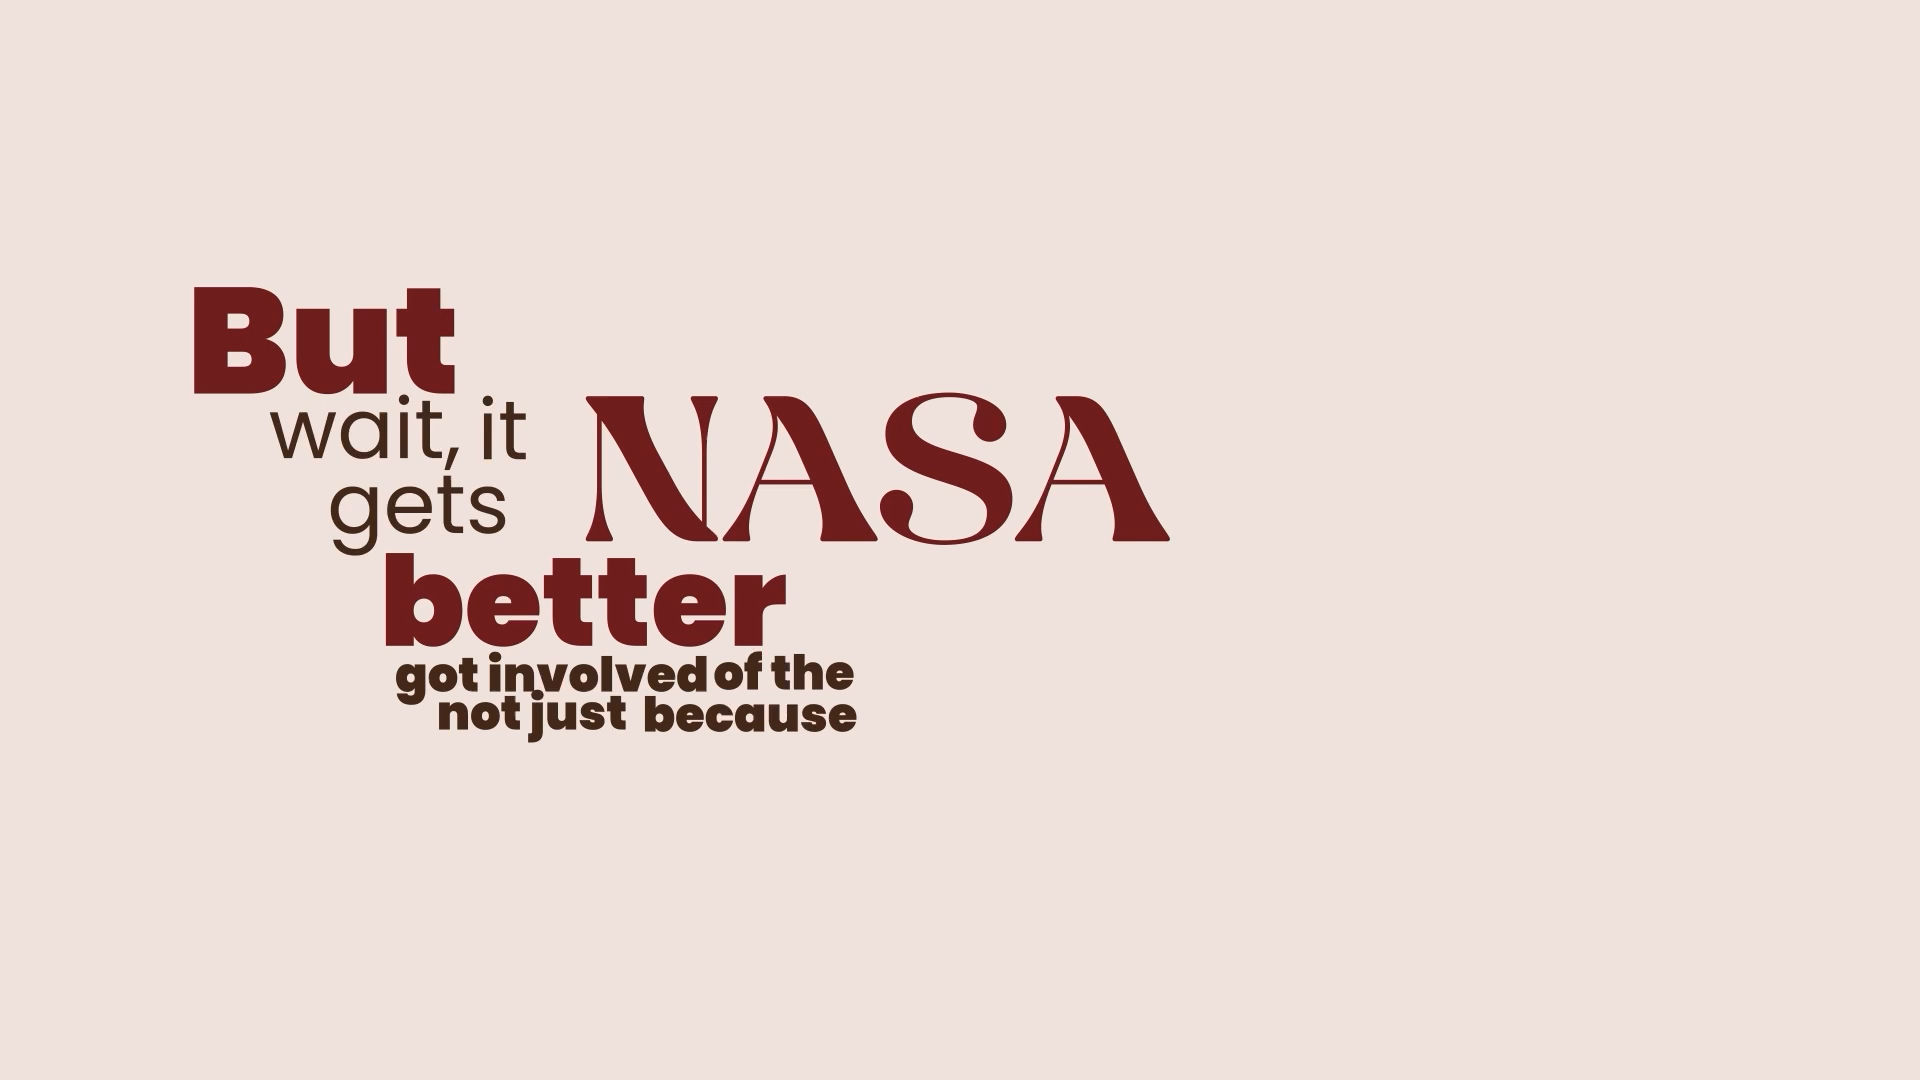 But
wait, it
gets
NASA
better
got involved of the
not just because